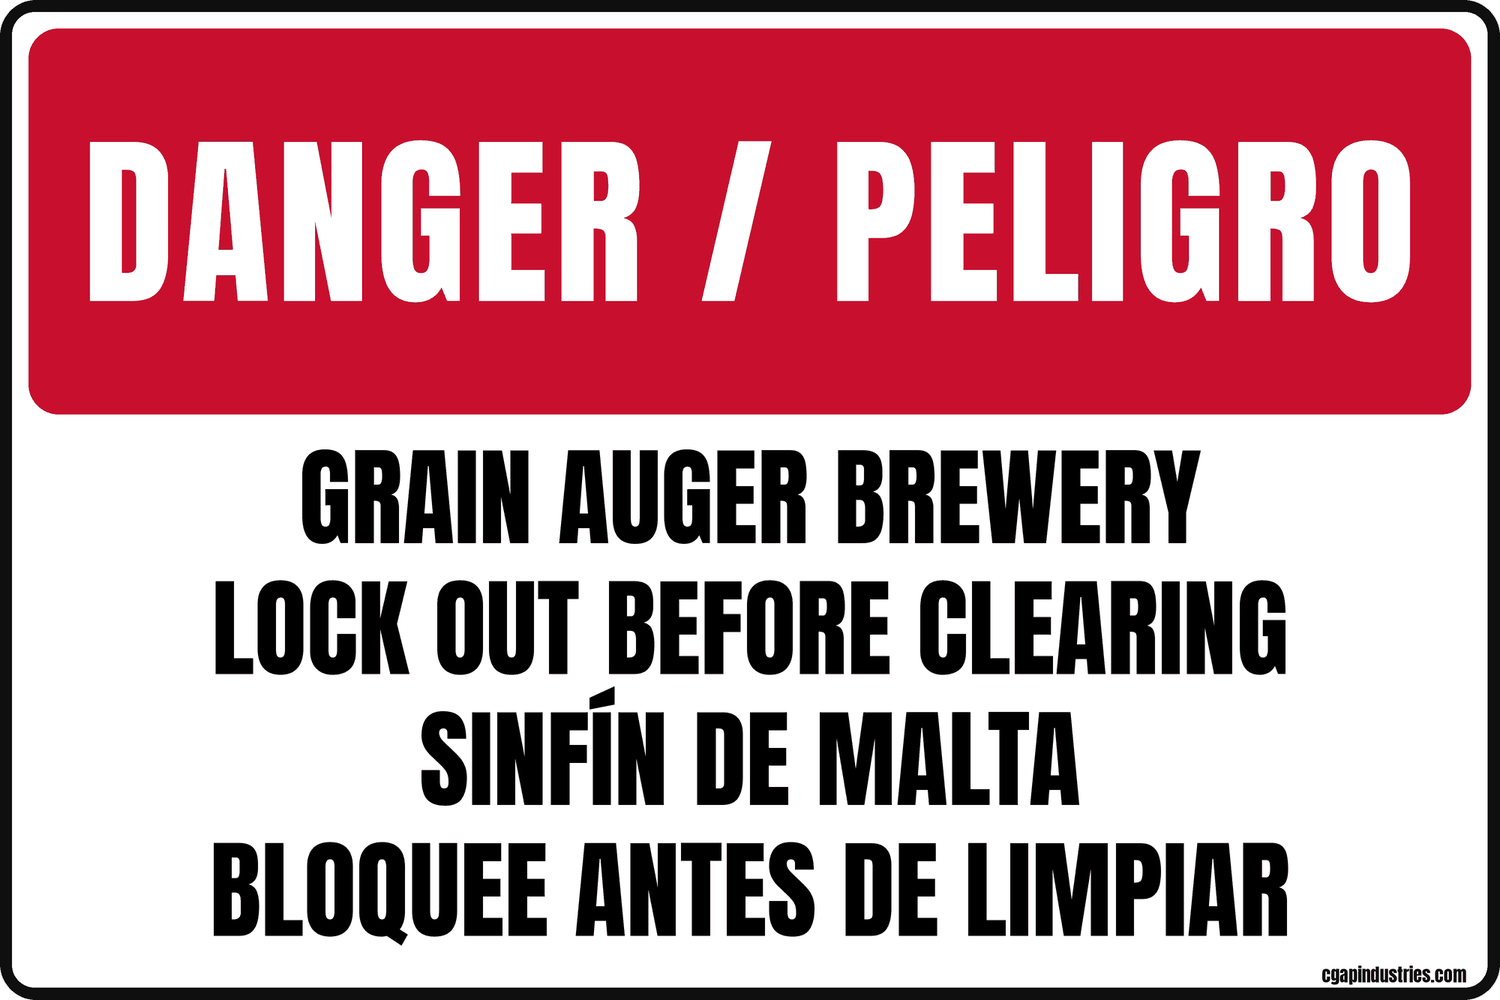 DANGER / PELIGRO
GRAIN AUGER BREWERY
LOCK OUT BEFORE CLEARING
SINFÍN DE MALTA
BLOQUEE ANTES DE LIMPIAR
cgapindustries.com